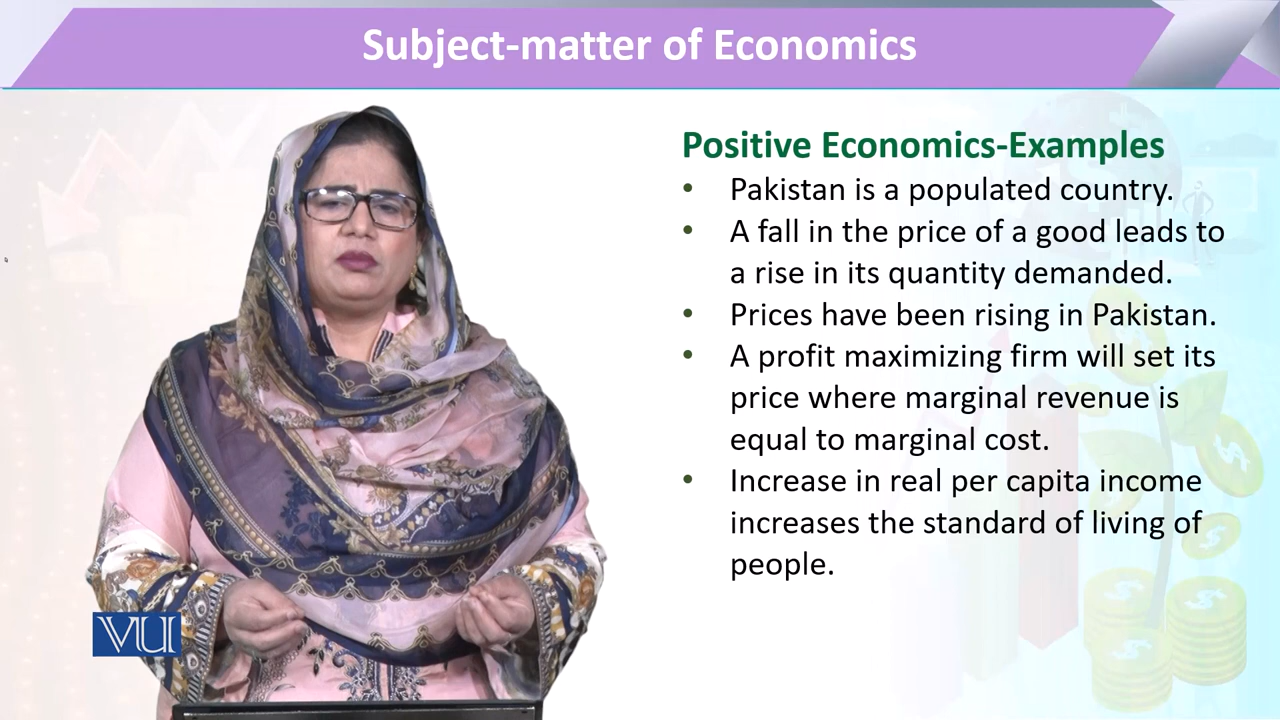 Subject-matter of Economics
Positive Economics-Examples
• Pakistan is a populated country.
• A fall in the price of a good leads to
a rise in its quantity demanded.
• Prices have been rising in Pakistan.
• A profit maximizing firm will set its
price where marginal revenue is
equal to marginal cost.
• Increase in real per capita income
increases the standard of living of
people.
VU